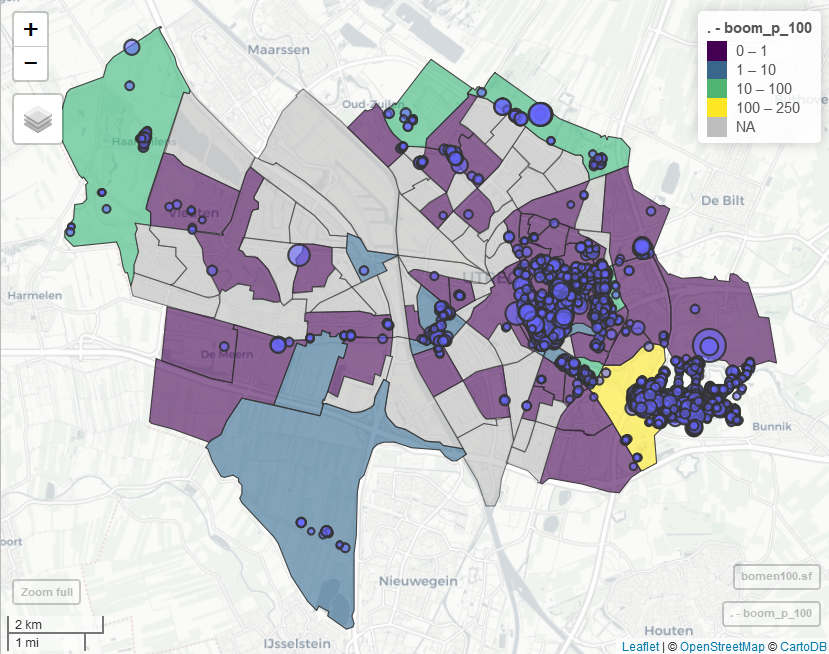 +
−
. - boom_p_100
0 – 1
1 – 10
10 – 100
100 – 250
NA
Maarssen
Oud-Zuilen
Haarzuilens
De Bilt
Vleuten
UTRE
Harmelen
De Meern
Bunnik
Nieuwegein
Houten
IJsselstein
Zoom full
bomen100.sf
. - boom_p_100
2 km
1 mi
Leaflet | © OpenStreetMap © CartoDB